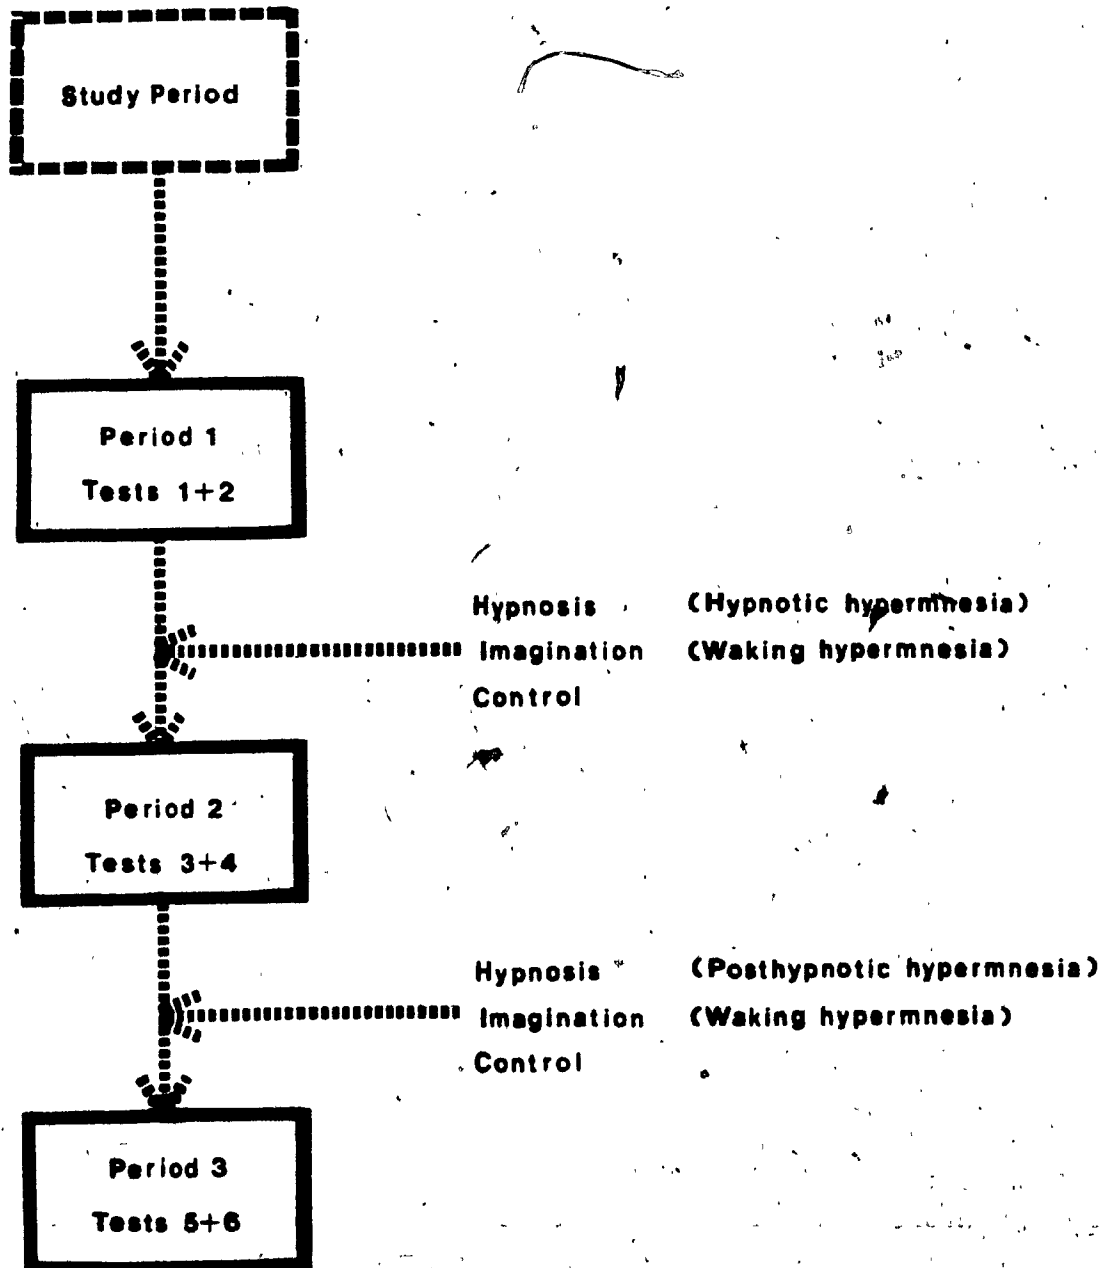 Study Period
Period 1
Tests 1+2
Hypnosis (Hypnotic hypermnesia)
Imagination (Waking hypermnesia)
Control
Period 2
Tests 3+4
Hypnosis (Posthypnotic hypermnesia)
Imagination (Waking hypermnesia)
Control
Period 3
Tests 5+6